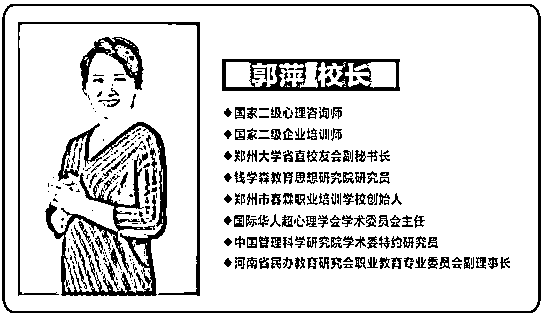 郭萍 校长
◆国家二级心理咨询师
◆国家二级企业培训师
◆郑州大学省直校友会副秘书长
◆钱学森教育思想研究院研究员
◆郑州市春霖职业培训学校创始人
◆国际华人超心理学会学术委员会主任
◆中国管理科学研究院学术委特约研究员
◆河南省民办教育研究会职业教育专业委员会副理事长